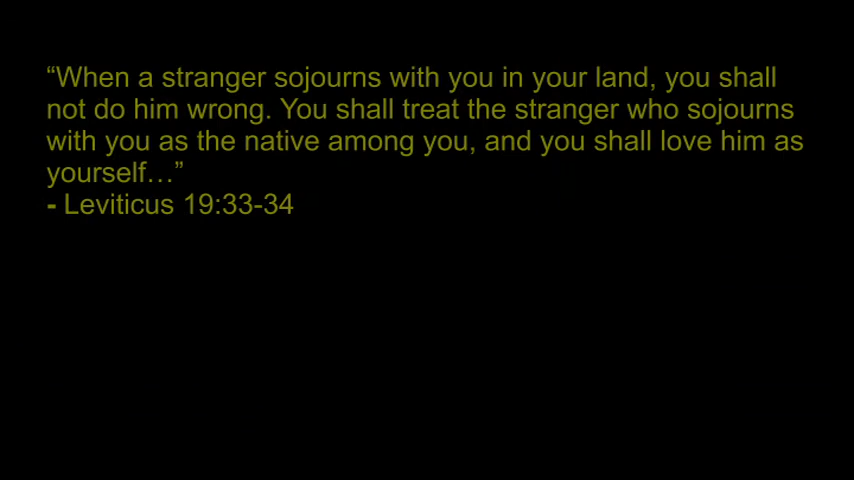 “When a stranger sojourns with you in your land, you shall
not do him wrong. You shall treat the stranger who sojourns
with you as the native among you, and you shall love him as
yourself…”
- Leviticus 19:33-34